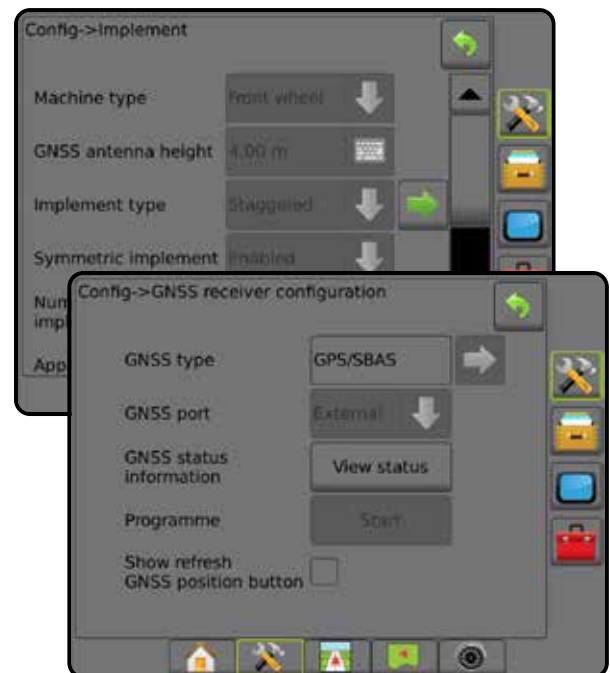 Config->Implement
Machine type Front wheel
GNSS antenna height 4.00 m
Implement type Staggered
Symmetric implement Enabled
Num
impl
App
Config->GNSS receiver configuration
GNSS type GPS/SBAS
GNSS port External
GNSS status
information
View status
Programme Start
Show refresh
GNSS position button